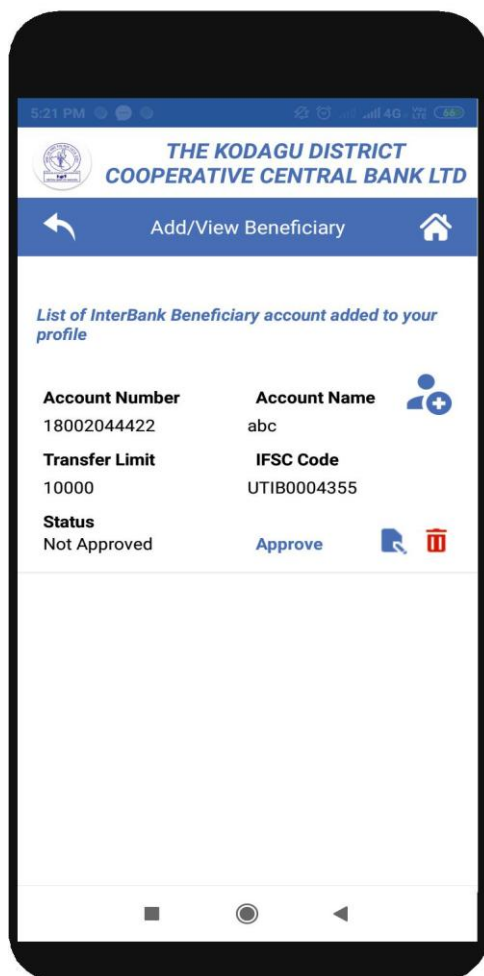 5:21 PM
4G
66
THE KODAGU DISTRICT
COOPERATIVE CENTRAL BANK LTD
Add/View Beneficiary
List of InterBank Beneficiary account added to your
profile
Account Number Account Name
18002044422 abc
Transfer Limit IFSC Code
10000 UTIB0004355
Status
Not Approved Approve